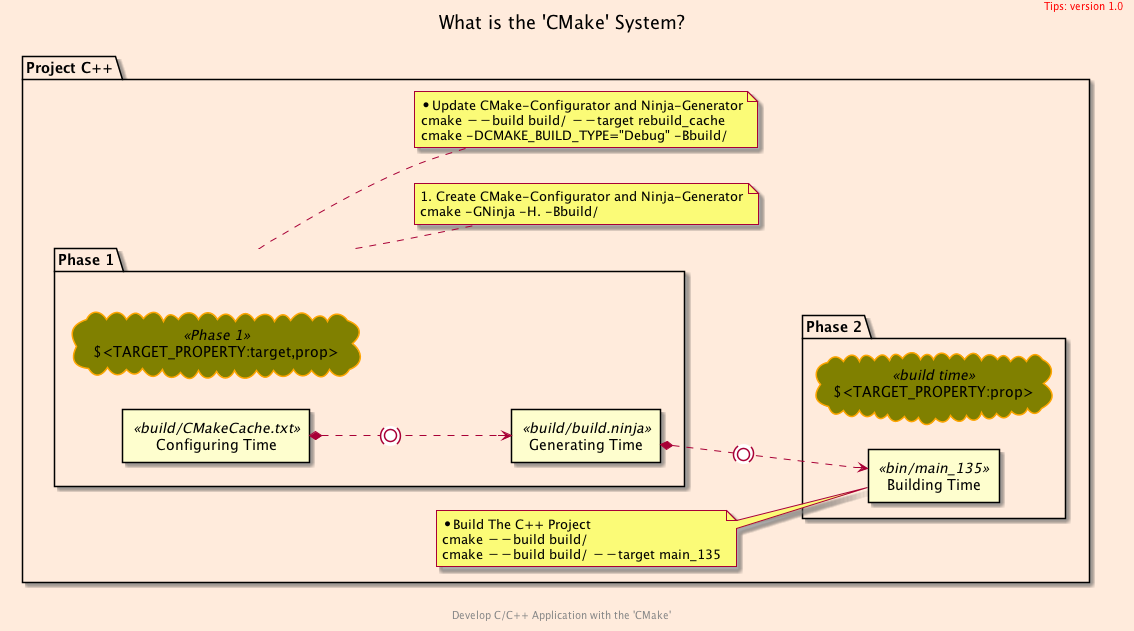 Tips: version 1.0
What is the 'CMake' System?
Project C++
•Update CMake-Configurator and Ninja-Generator
cmake −−build build/ −−target rebuild_cache
cmake -DCMAKE_BUILD_TYPE="Debug" -Bbuild/
1. Create CMake-Configurator and Ninja-Generator
cmake -GNinja -H. -Bbuild/
Phase 1
«Phase 1»
$<TARGET_PROPERTY:target,prop>
«build/CMakeCache.txt»
Configuring Time
«build/build.ninja»
Generating Time
Phase 2
«build time»
$<TARGET_PROPERTY:prop>
«bin/main_135»
Building Time
•Build The C++ Project
cmake −−build build/
cmake −−build build/ −−target main_135
Develop C/C++ Application with the 'CMake'